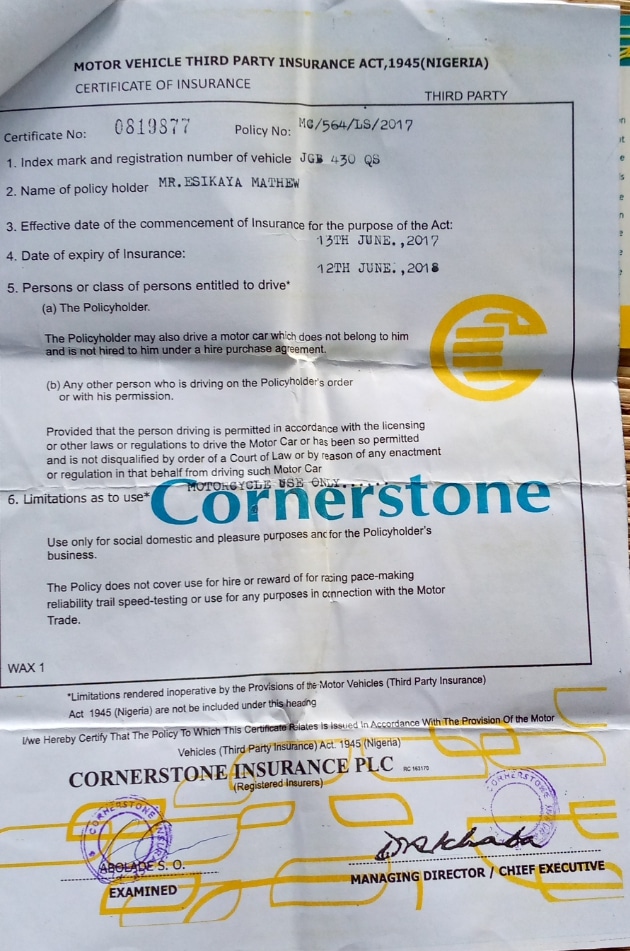 MOTOR VEHICLE THIRD PARTY INSURANCE ACT,1945(NIGERIA)
CERTIFICATE OF INSURANCE
THIRD PARTY
Certificate No: 0819877 Policy No: MC/564/LS/2017
1. Index mark and registration number of vehicle JGB 430 QS
2. Name of policy holder MR.ESIKAYA MATHEW
3. Effective date of the commencement of Insurance for the purpose of the Act:
13TH JUNE.,2017
4. Date of expiry of Insurance:
12TH JUNE.,2018
5. Persons or class of persons entitled to drive*
(a) The Policyholder.
The Policyholder may also drive a motor car which does not belong to him
and is not hired to him under a hire purchase agreement.
(b) Any other person who is driving on the Policyholder's order
or with his permission.
Provided that the person driving is permitted in accordance with the licensing
or other laws or regulations to drive the Motor Car or has been so permitted
and is not disqualified by order of a Court of Law or by reason of any enactment
or regulation in that behalf from driving such Motor Car
MOTORCYCLE USE ONLY......
6. Limitations as to use*
Cornerstone
Use only for social domestic and pleasure purposes and for the Policyholder's
business.
The Policy does not cover use for hire or reward of for racing pace-making
reliability trail speed-testing or use for any purposes in connection with the Motor
Trade.
WAX 1
*Limitations rendered inoperative by the Provisions of the Motor Vehicles (Third Party Insurance)
Act 1945 (Nigeria) are not be included under this heading
I/we Hereby Certify That The Policy To Which This Certificate Relates Is Issued In Accordance With The Provision Of the Motor
Vehicles (Third Party Insurance) Act. 1945 (Nigeria)
CORNERSTONE INSURANCE PLC RC 163170
(Registered Insurers)
CORNERSTONE
CORNERSTONE
ABOLADE S. O.
EXAMINED
MANAGING DIRECTOR / CHIEF EXECUTIVE